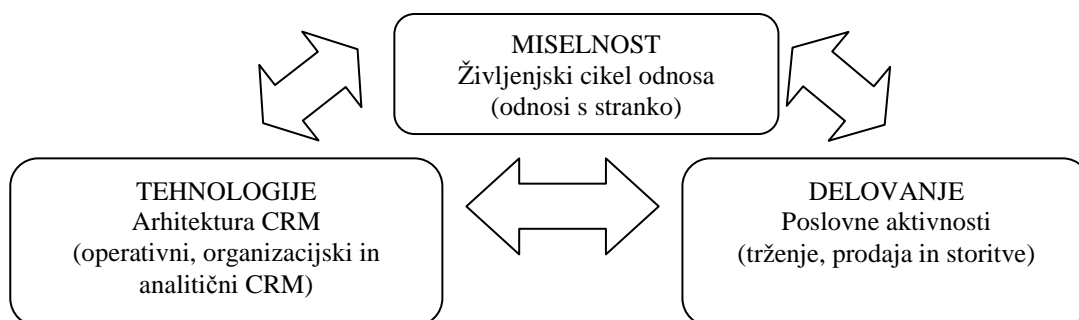 MISELNOST
Življenjski cikel odnosa
(odnosi s stranko)
TEHNOLOGIJE
Arhitektura CRM
(operativni, organizacijski in
analitični CRM)
DELOVANJE
Poslovne aktivnosti
(trženje, prodaja in storitve)